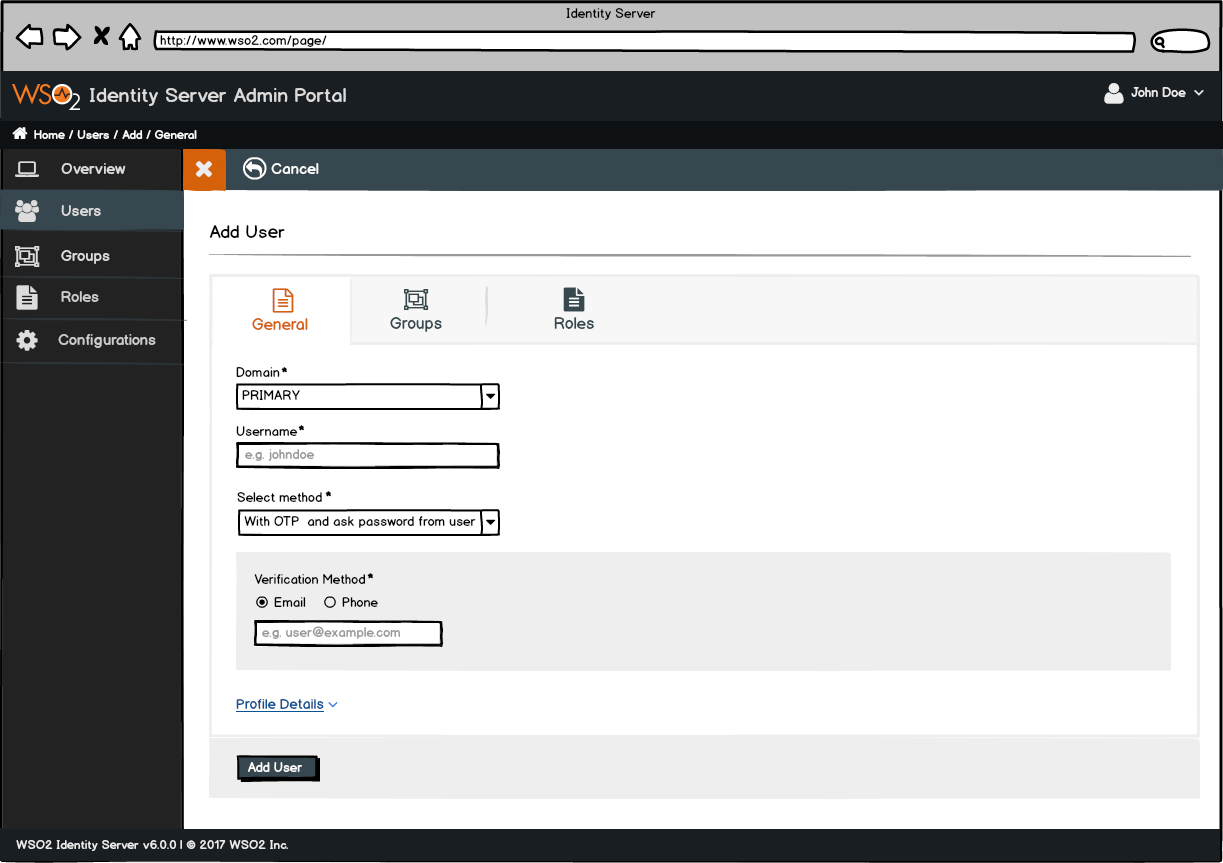 Identity Server
http://www.wso2.com/page/
WSO2 Identity Server Admin Portal
John Doe
Home / Users / Add / General
Overview
Cancel
Users
Groups
Roles
Configurations
Add User
General
Groups
Roles
Domain*
PRIMARY
Username*
e.g. johndoe
Select method *
With OTP and ask password from user
Verification Method*
Email
Phone
e.g. user@example.com
Profile Details
Add User
WSO2 Identity Server v6.0.0 | © 2017 WSO2 Inc.